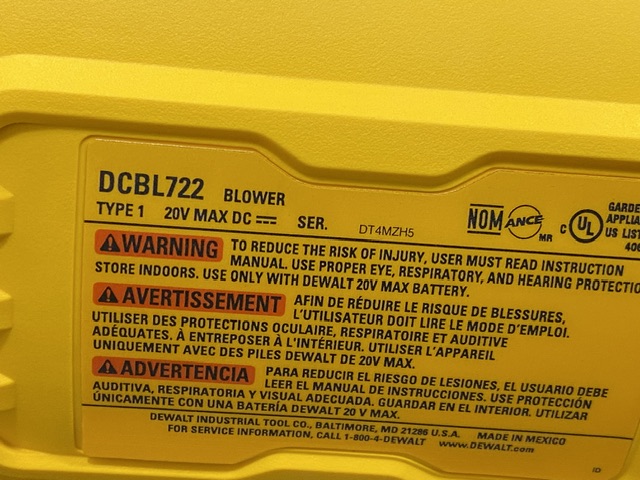 DCBL722 BLOWER
TYPE 1 20V MAX DC SER. DT4MZH5
NOM ANCE MR C UL
GARDE
APPLIA
US LIST
WARNING TO REDUCE THE RISK OF INJURY, USER MUST READ INSTRUCTION
MANUAL. USE PROPER EYE, RESPIRATORY, AND HEARING PROTECTIO
STORE INDOORS. USE ONLY WITH DEWALT 20V MAX BATTERY.
AVERTISSEMENT AFIN DE RÉDUIRE LE RISQUE DE BLESSURES,
L'UTILISATEUR DOIT LIRE LE MODE D'EMPLOI.
UTILISER DES PROTECTIONS OCULAIRE, RESPIRATOIRE ET AUDITIVE
ADÉQUATES. À ENTREPOSER À L'INTÉRIEUR. UTILISER L'APPAREIL
UNIQUEMENT AVEC DES PILES DEWALT DE 20V MAX.
ADVERTENCIA PARA REDUCIR EL RIESGO DE LESIONES, EL USUARIO DEBE
LEER EL MANUAL DE INSTRUCCIONES. USE PROTECCIÓN
AUDITIVA, RESPIRATORIA Y VISUAL ADECUADAS. GUARDAR EN EL INTERIOR. UTILIZAR
ÚNICAMENTE CON UNA BATERÍA DEWALT 20 V MAX.
DEWALT INDUSTRIAL TOOL CO., BALTIMORE, MD 21286 U.S.A. MADE IN MEXICO
FOR SERVICE INFORMATION, CALL 1-800-4-DEWALT www.DEWALT.com